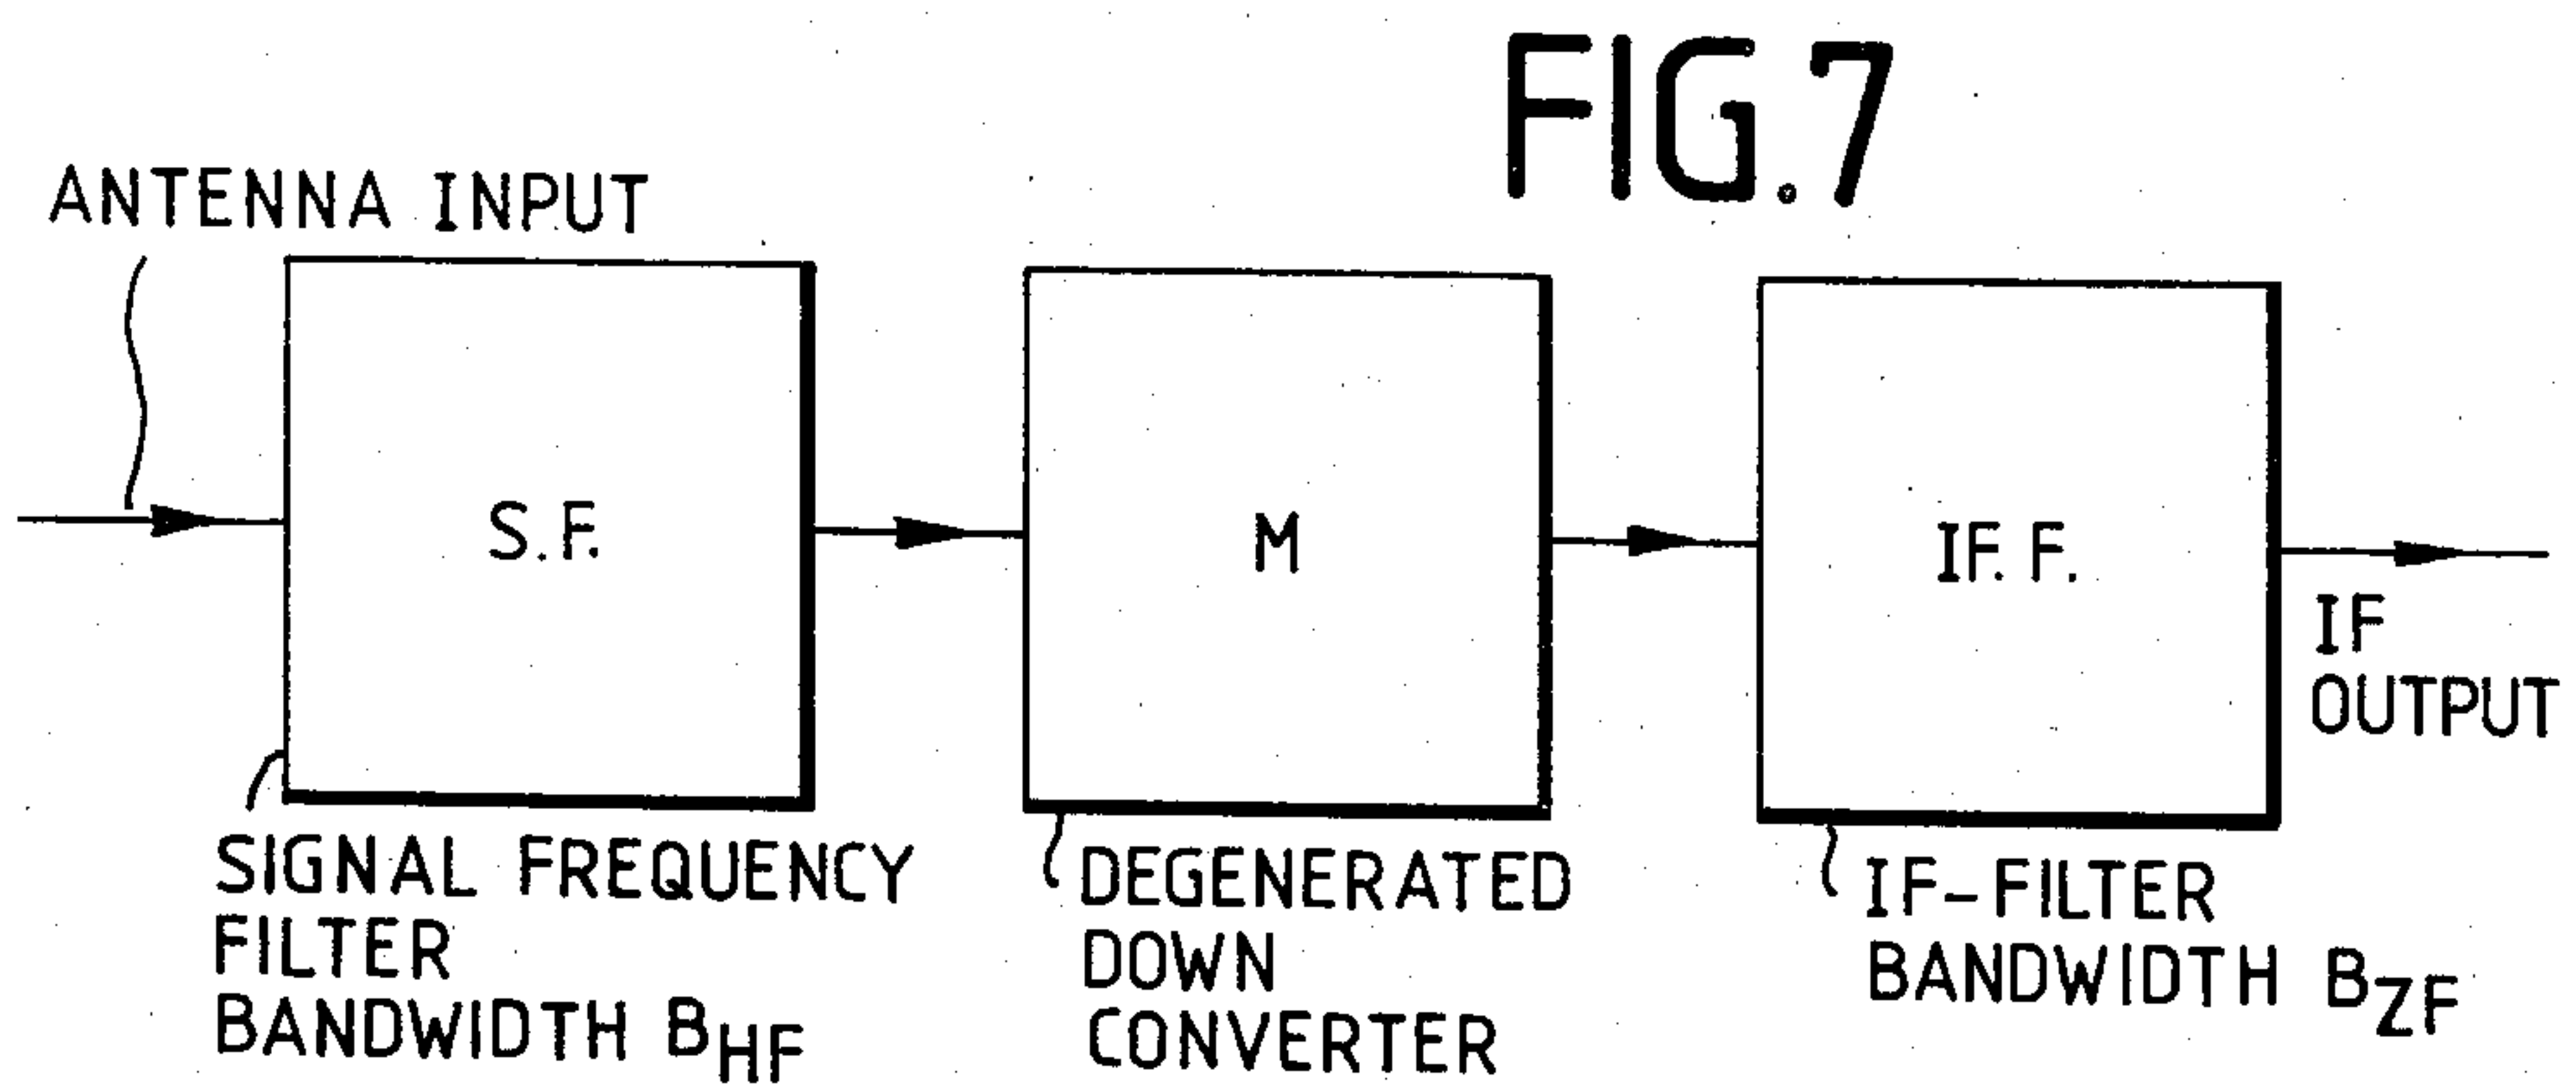 FIG. 7
ANTENNA INPUT
S.F.
M
IF. F.
IF
OUTPUT
SIGNAL FREQUENCY
FILTER
BANDWIDTH BHF
DEGENERATED
DOWN
CONVERTER
IF-FILTER
BANDWIDTH BZF